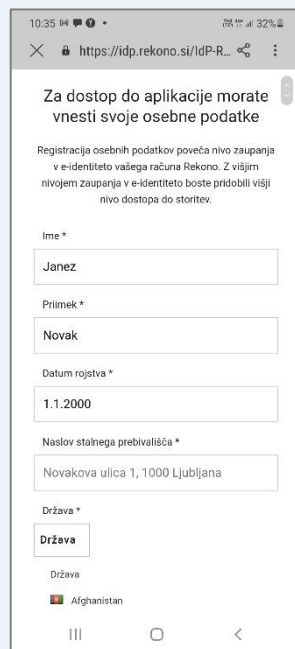 10:35
32%
https://idp.rekono.si/IdP-R...
Za dostop do aplikacije morate
vnesti svoje osebne podatke
Registracija osebnih podatkov poveča nivo zaupanja
v e-identiteto vašega računa Rekono. Z višjim
nivojem zaupanja v e-identiteto boste pridobili višji
nivo dostopa do storitev.
Ime *
Janez
Priimek *
Novak
Datum rojstva *
1.1.2000
Naslov stalnega prebivališča *
Novakova ulica 1, 1000 Ljubljana
Država *
Država
Država
Afghanistan